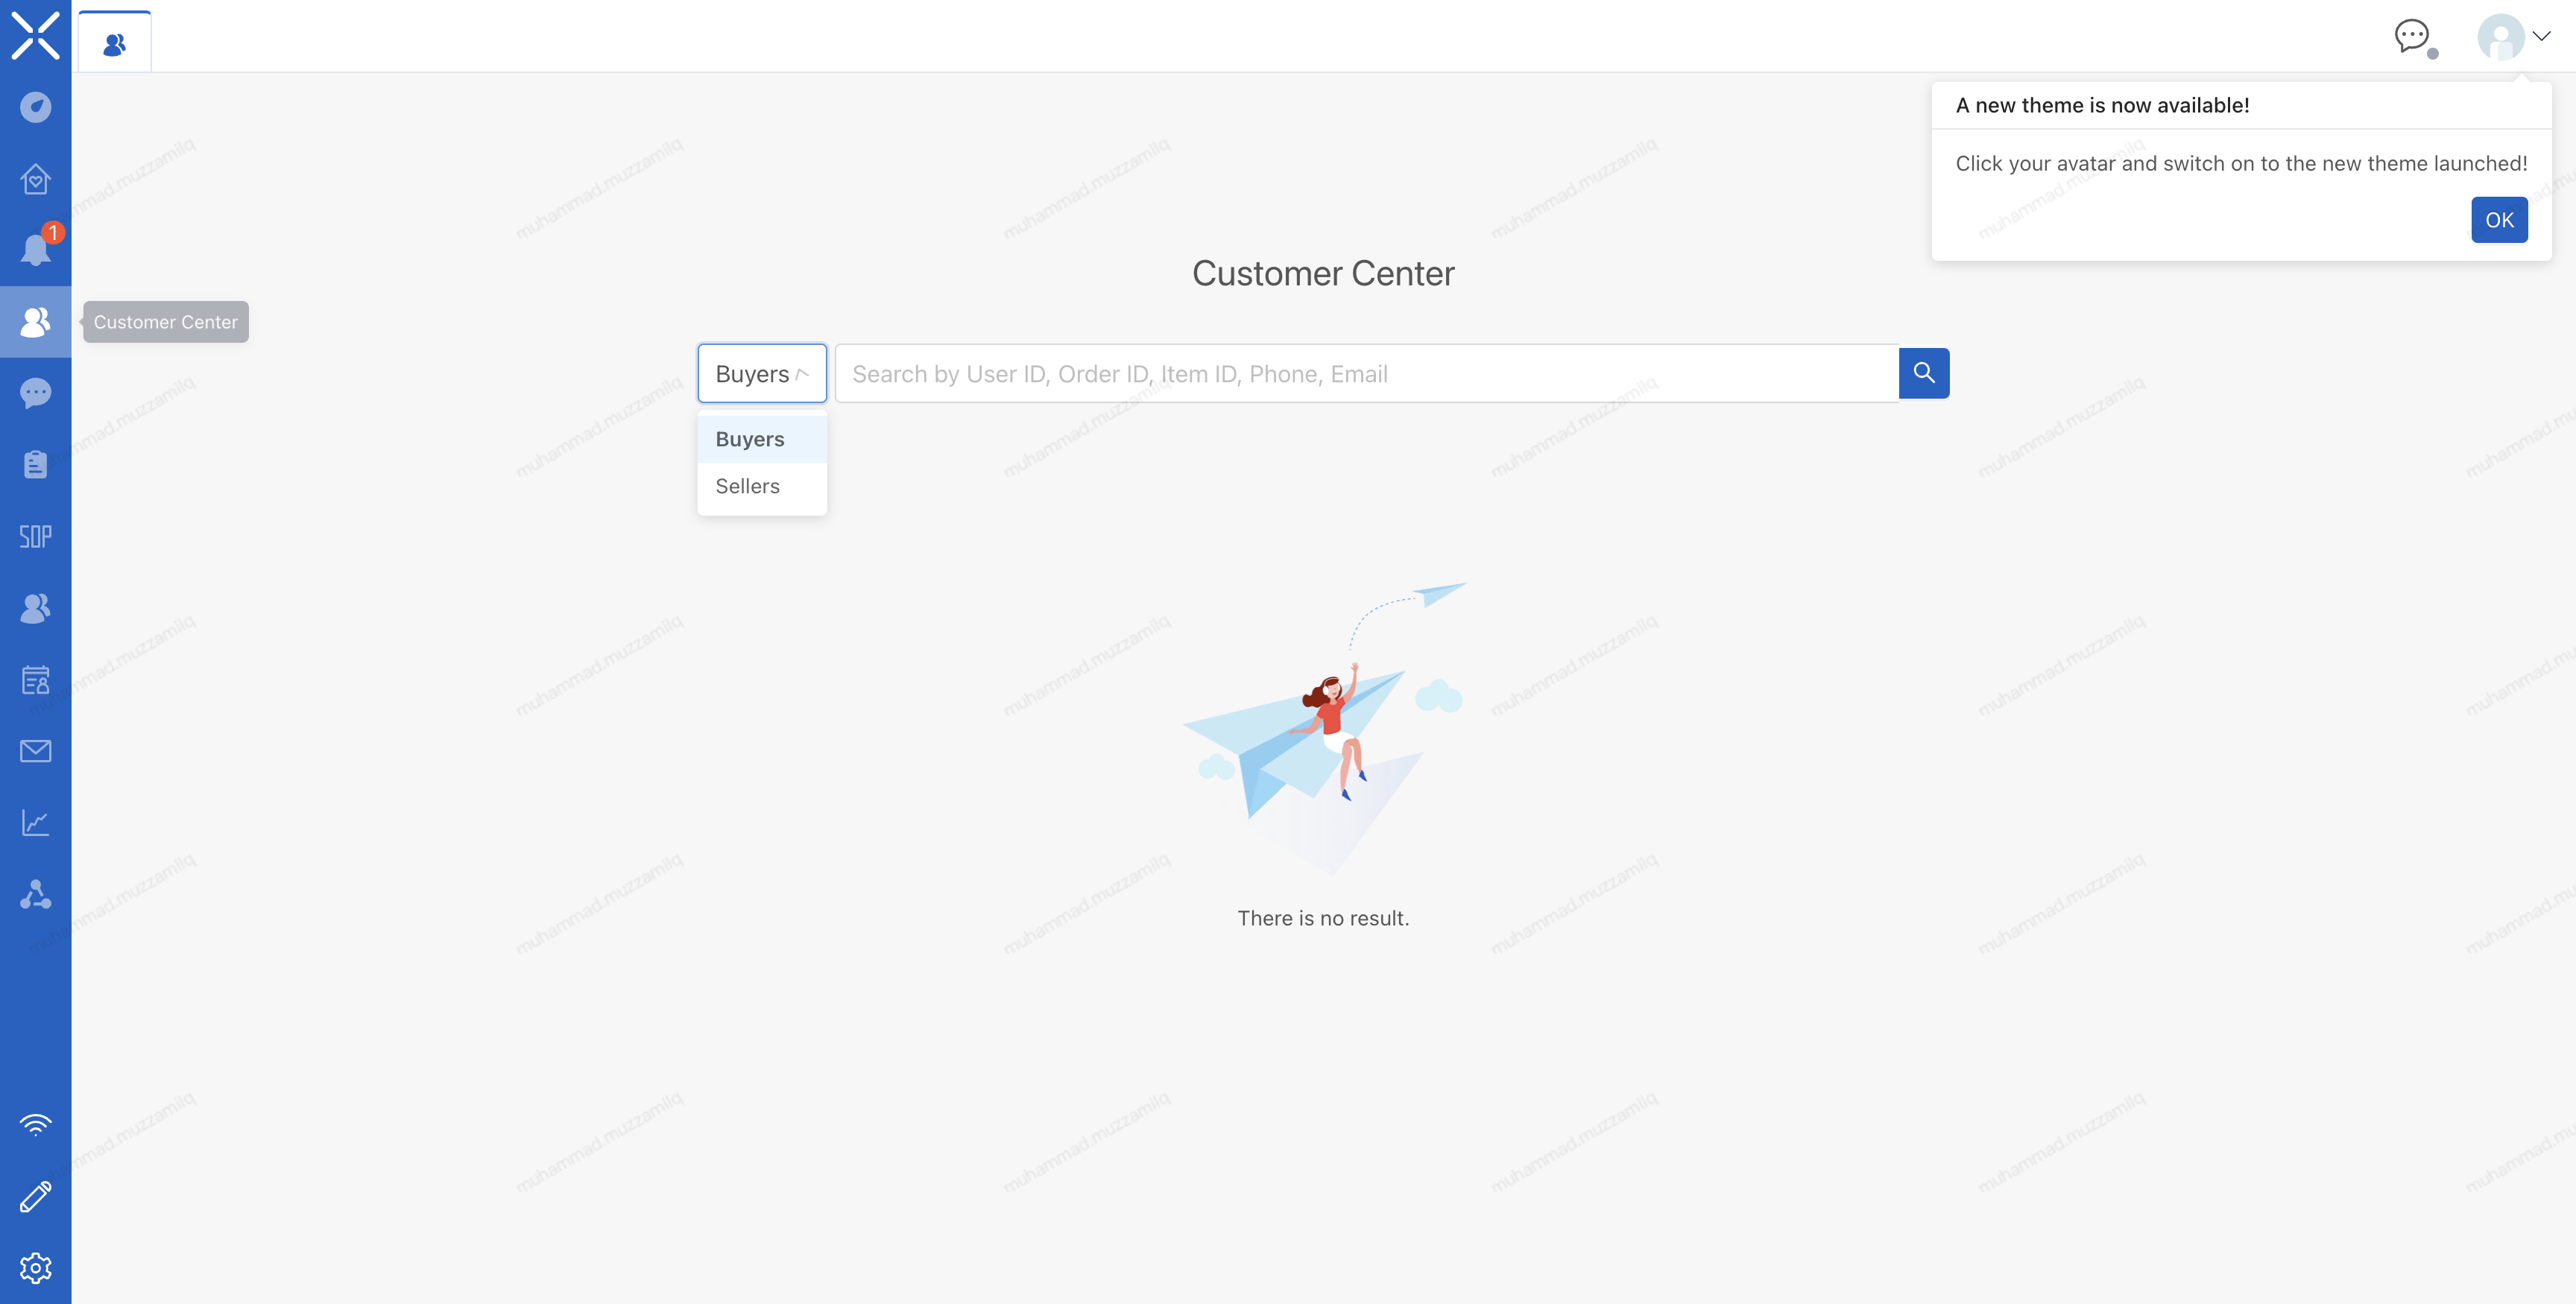 A new theme is now available!
Click your avatar and switch on to the new theme launched!
OK
1
Customer Center
Customer Center
Buyers
Search by User ID, Order ID, Item ID, Phone, Email
Buyers
Sellers
SOP
There is no result.
muhammad.muzzamilq